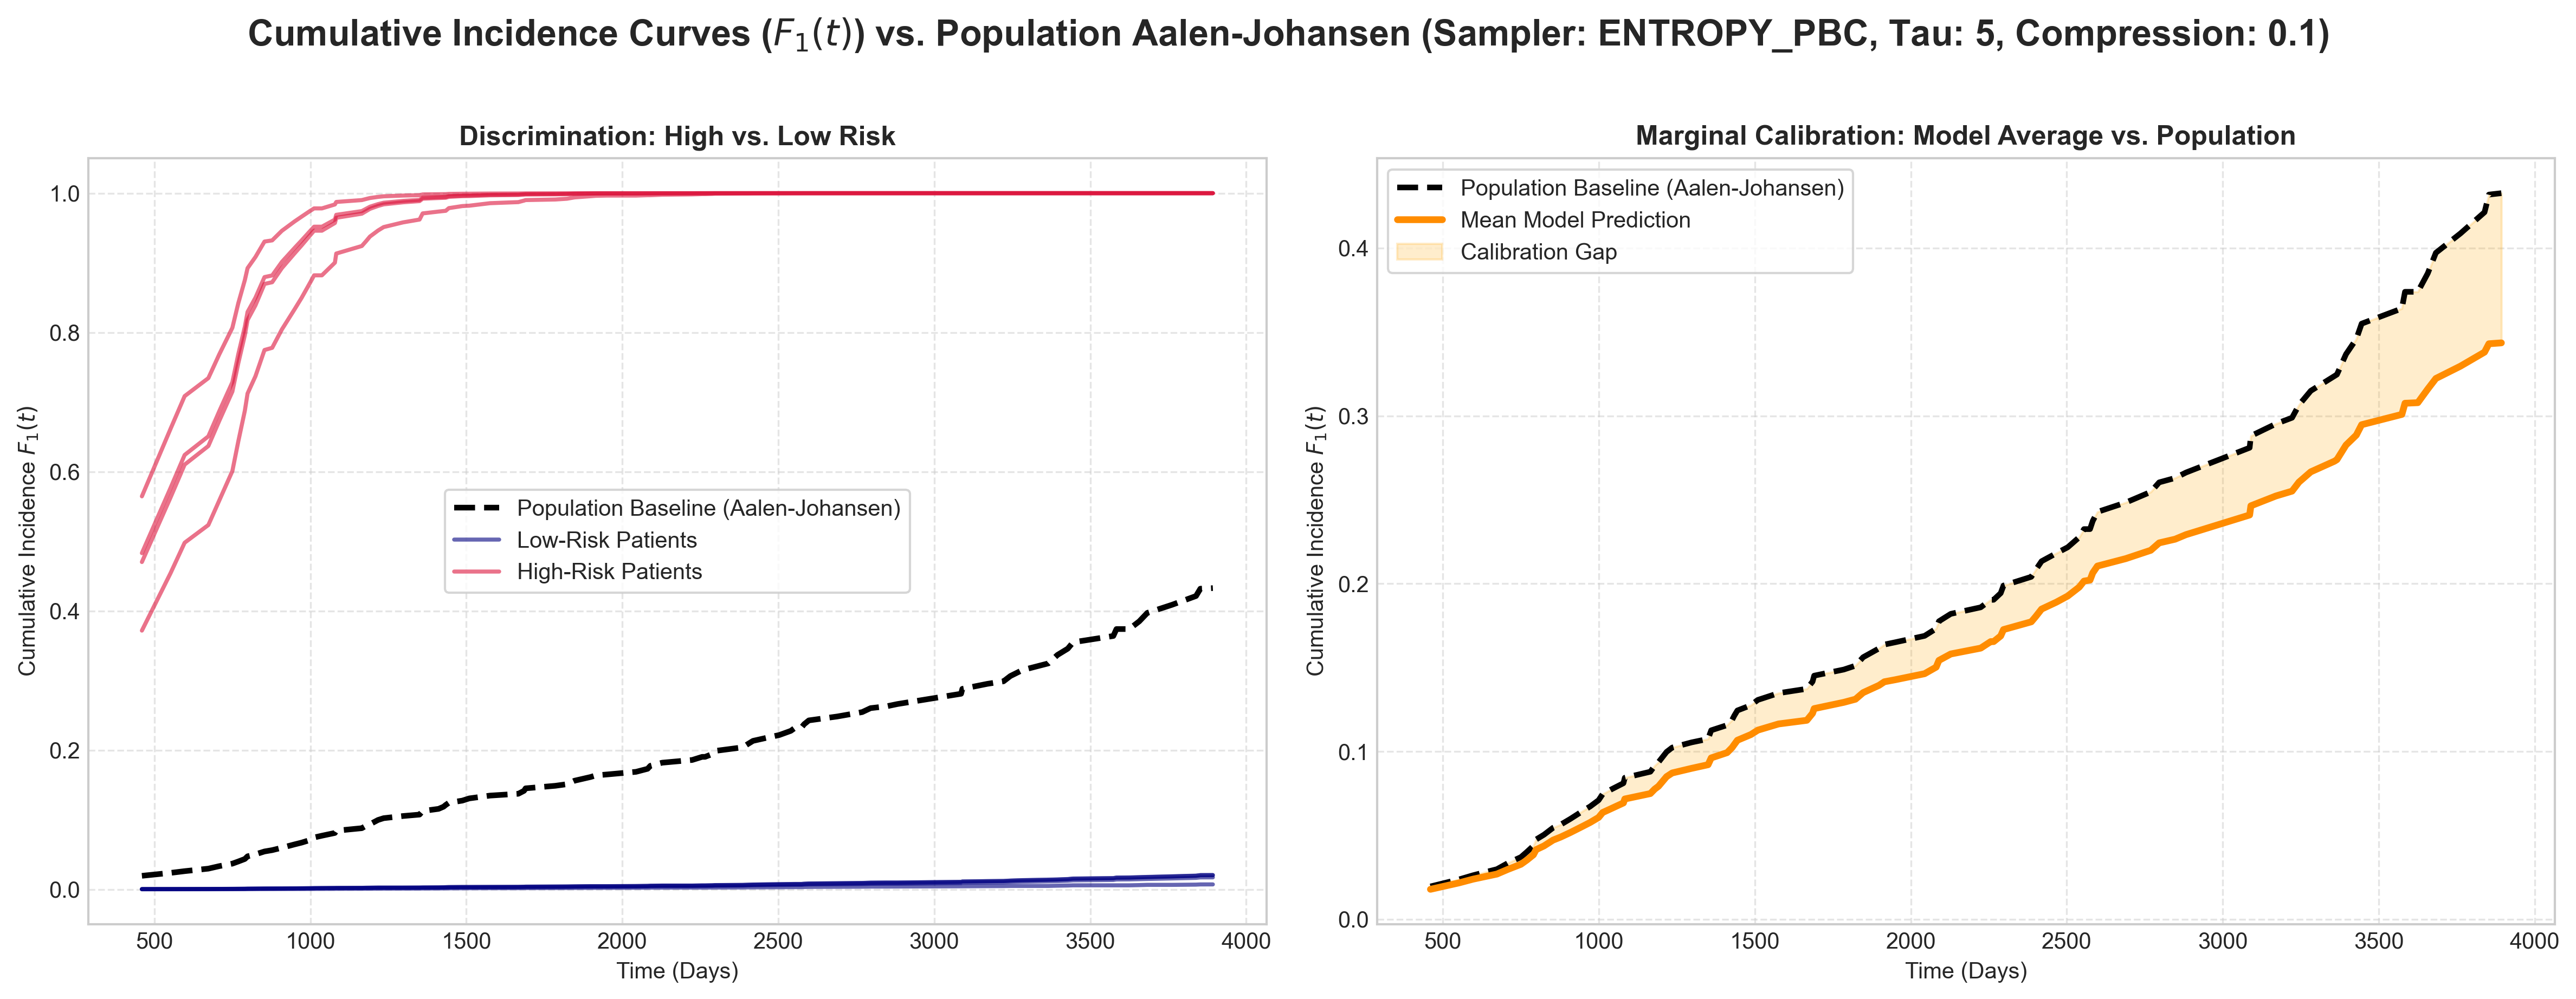 Cumulative Incidence Curves (F₁(t)) vs. Population Aalen-Johansen (Sampler: ENTROPY_PBC, Tau: 5, Compression: 0.1)
Discrimination: High vs. Low Risk
Cumulative Incidence F₁(t)
1.0
0.8
0.6
0.4
0.2
0.0
Population Baseline (Aalen-Johansen)
Low-Risk Patients
High-Risk Patients
500 1000 1500 2000 2500 3000 3500 4000
Time (Days)
Marginal Calibration: Model Average vs. Population
Cumulative Incidence F₁(t)
0.4
0.3
0.2
0.1
0.0
Population Baseline (Aalen-Johansen)
Mean Model Prediction
Calibration Gap
500 1000 1500 2000 2500 3000 3500 4000
Time (Days)